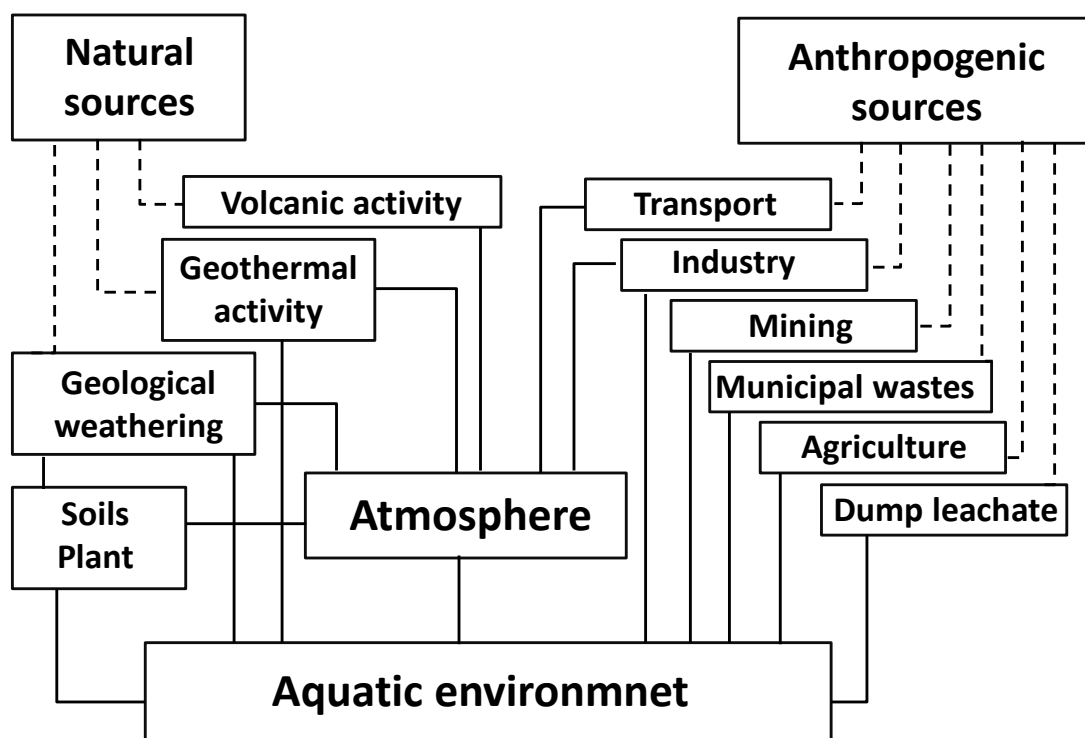 Natural
sources
Anthropogenic
sources
Volcanic activity
Transport
Geothermal
activity
Industry
Mining
Geological
weathering
Municipal wastes
Agriculture
Soils
Plant
Atmosphere
Dump leachate
Aquatic environmnet